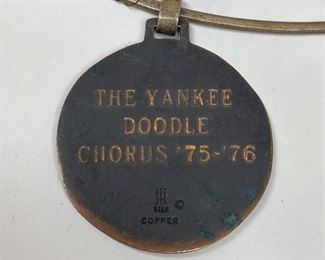 THE YANKEE
DOODLE
CHORUS '75-'76
©
COPPER